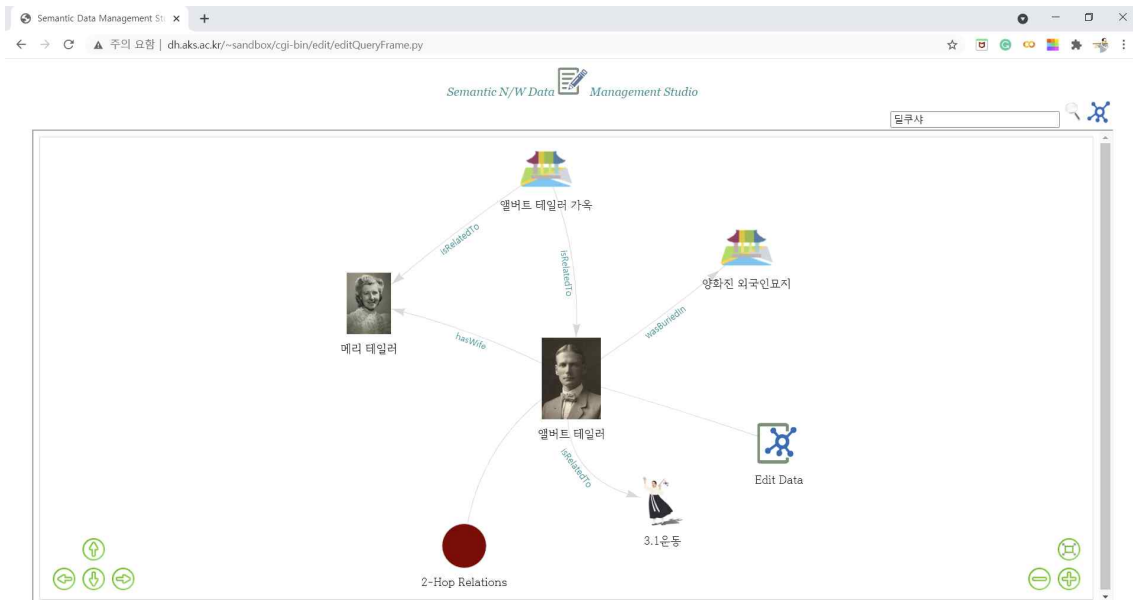 Semantic Data Management Stu
주의 요함 | dh.aks.ac.kr/~sandbox/cgi-bin/edit/editQueryFrame.py
Semantic N/W Data Management Studio
딜쿠샤
앨버트 테일러 가옥
isRelatedTo
isRelatedTo
양화진 외국인묘지
wasBuriedIn
메리 테일러
hasWife
앨버트 테일러
isRelatedTo
Edit Data
3.1운동
2-Hop Relations